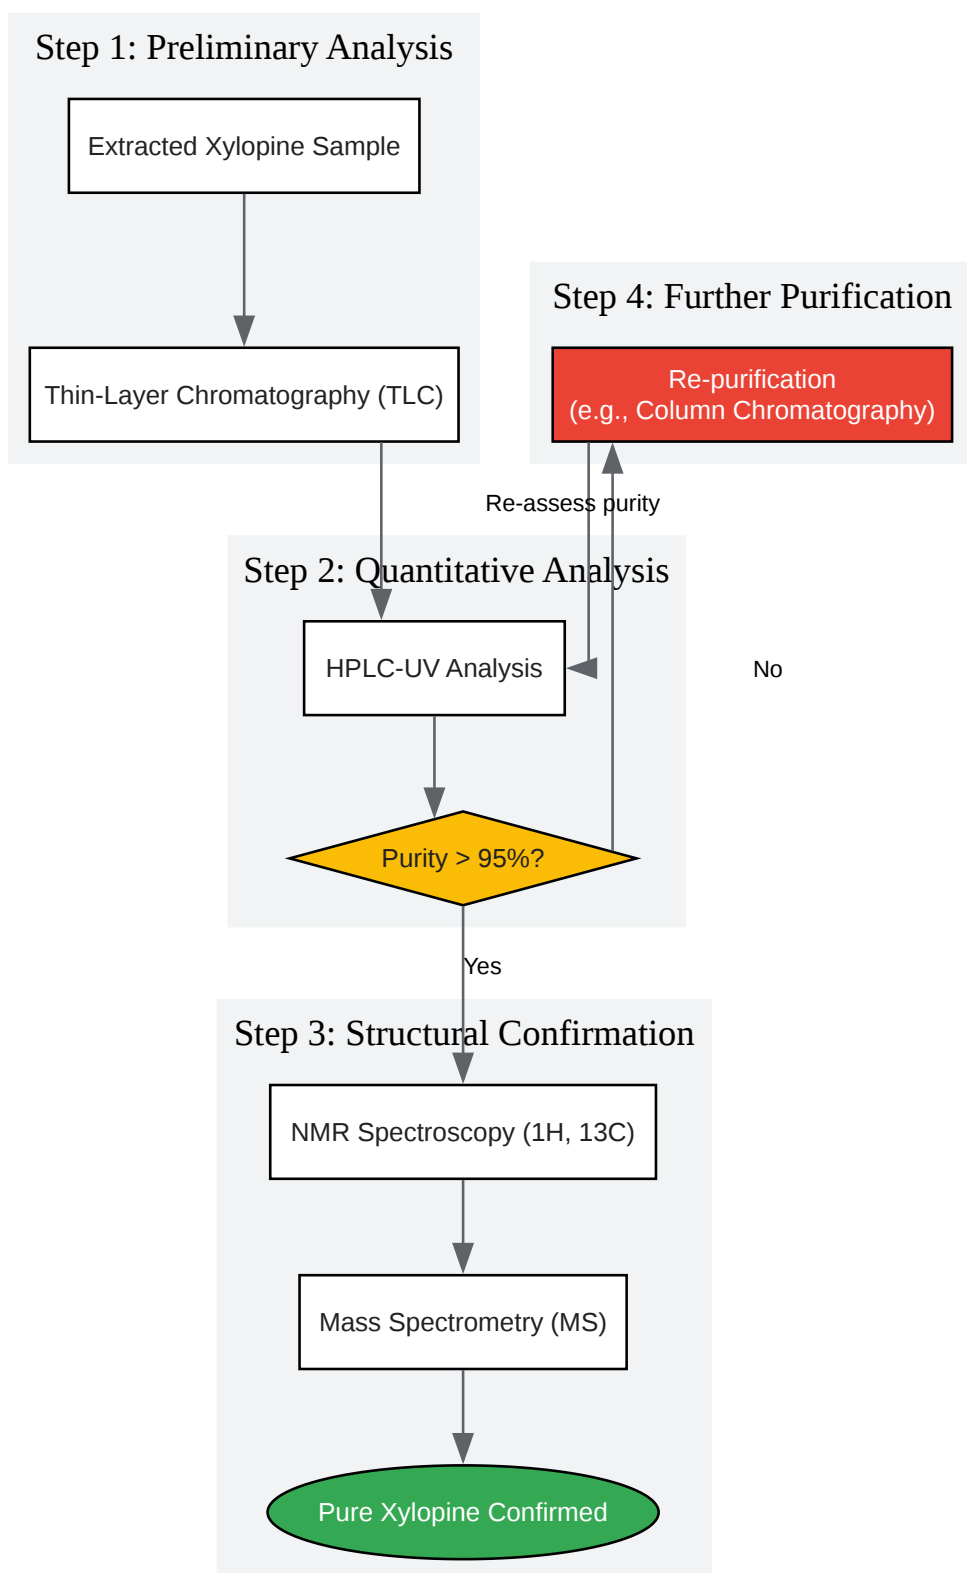 Step 1: Preliminary Analysis
Extracted Xylopine Sample
Thin-Layer Chromatography (TLC)
Step 4: Further Purification
Re-purification
(e.g., Column Chromatography)
Re-assess purity
Step 2: Quantitative Analysis
HPLC-UV Analysis
No
Purity > 95%?
Yes
Step 3: Structural Confirmation
NMR Spectroscopy (1H, 13C)
Mass Spectrometry (MS)
Pure Xylopine Confirmed